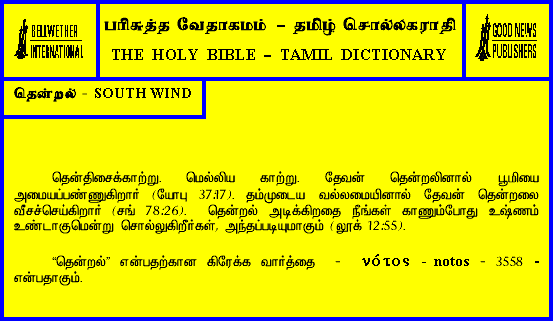 BELLWETHER
INTERNATIONAL
பரிசுத்த வேதாகமம் – தமிழ் சொல்லகராதி
THE HOLY BIBLE – TAMIL DICTIONARY
GOOD NEWS
PUBLISHERS
தென்றல் - SOUTH WIND
தென்திசைக்காற்று. மெல்லிய காற்று. தேவன் தென்றலினால் பூமியை
அமையப்பண்ணுகிறார் (யோபு 37:17). தம்முடைய வல்லமையினால் தேவன் தென்றலை
வீசச்செய்கிறார் (சங் 78:26). தென்றல் அடிக்கிறதை நீங்கள் காணும்போது உஷ்ணம்
உண்டாகுமென்று சொல்லுகிறீர்கள், அந்தப்படியுமாகும் (லூக் 12:55).
“தென்றல்” என்பதற்கான கிரேக்க வார்த்தை - νότος - notos - 3558 -
என்பதாகும்.